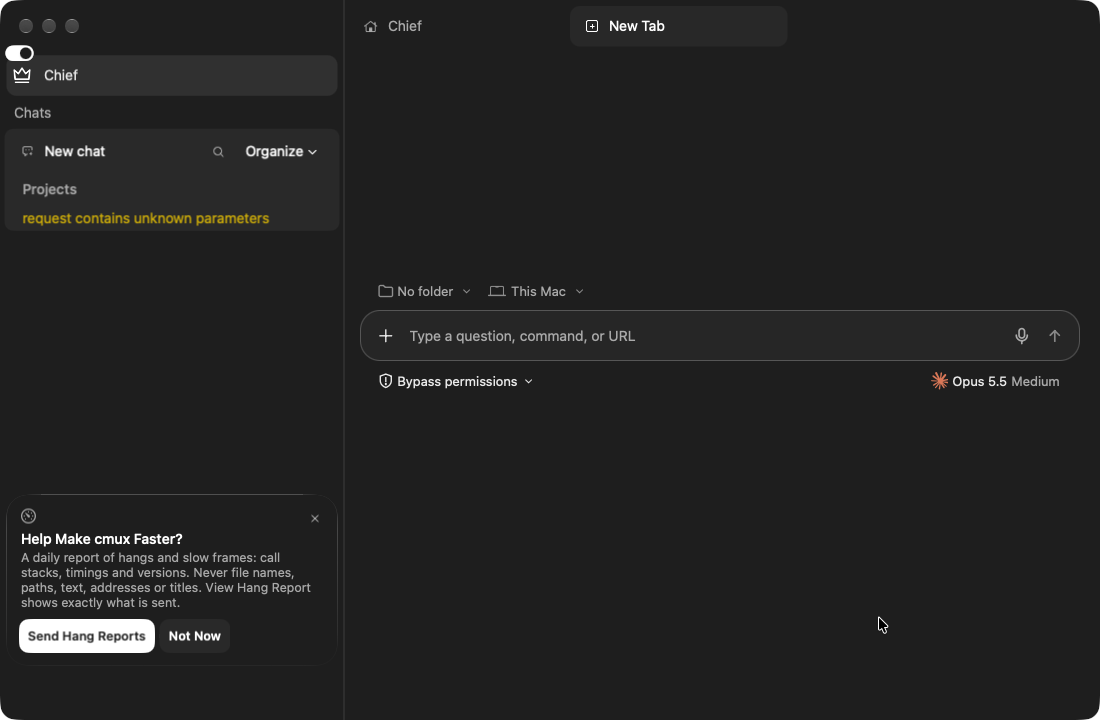 Chief
New Tab
Chief
Chats
New chat
Organize
Projects
request contains unknown parameters
No folder
This Mac
Type a question, command, or URL
Bypass permissions
Opus 5.5 Medium
Help Make cmux Faster?
A daily report of hangs and slow frames: call
stacks, timings and versions. Never file names,
paths, text, addresses or titles. View Hang Report
shows exactly what is sent.
Send Hang Reports
Not Now